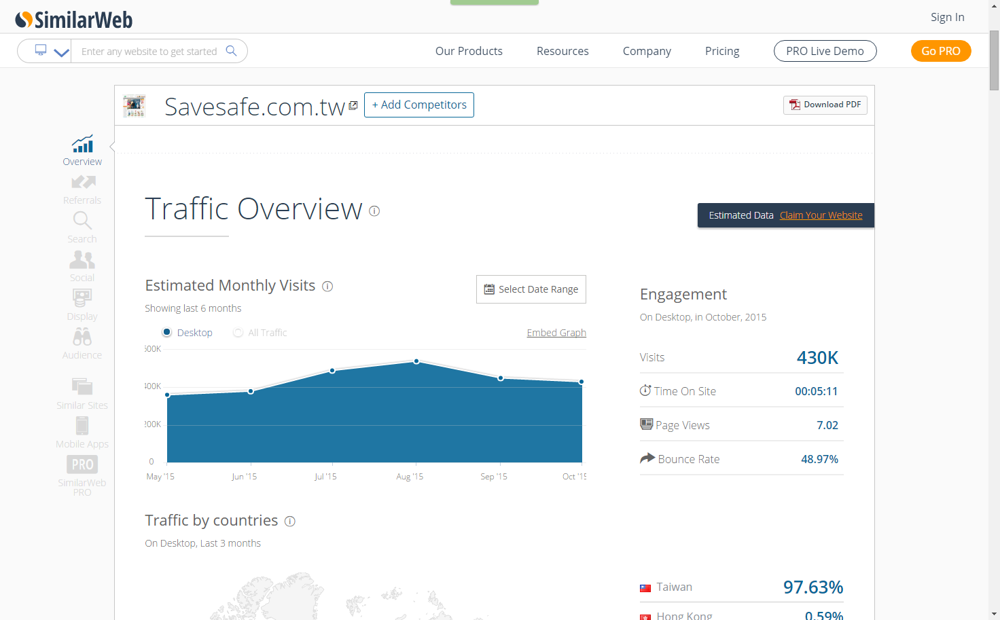 SimilarWeb
Sign In
Enter any website to get started
Our Products
Resources
Company
Pricing
PRO Live Demo
Go PRO
Savesafe.com.tw
+ Add Competitors
Download PDF
Overview
Referrals
Search
Social
Display
Audience
Similar Sites
Mobile Apps
PRO
SimilarWeb
PRO
Traffic Overview
Estimated Data Claim Your Website
Estimated Monthly Visits
Showing last 6 months
Select Date Range
Desktop
All Traffic
Embed Graph
600K
400K
200K
0
May '15
Jun '15
Jul '15
Aug '15
Sep '15
Oct '15
Engagement
On Desktop, in October, 2015
Visits 430K
Time On Site 00:05:11
Page Views 7.02
Bounce Rate 48.97%
Traffic by countries
On Desktop, Last 3 months
Taiwan 97.63%
Hong Kong 0.59%